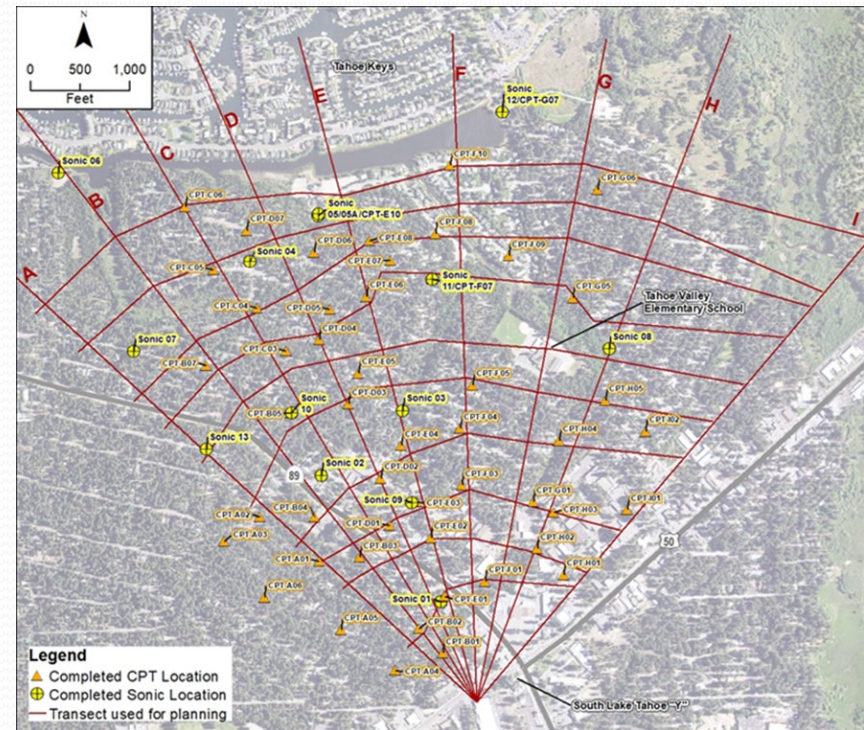 N
0 500 1,000
Feet
Tahoe Keys
A
B
C
D
E
F
G
H
I
Sonic
12/CPT-G07
Sonic 06
CPT-F10
CPT-C06
CPT-G06
Sonic
05/05A/CPT-E10
CPT-D07
CPT-F08
CPT-E08
CPT-D06
CPT-F09
Sonic 04
CPT-E07
CPT-C05
Sonic
11/CPT-F07
CPT-E06
CPT-G05
CPT-C04
CPT-D05
Tahoe Valley
Elementary School
CPT-D04
Sonic 07
Sonic 08
CPT-C03
CPT-B07
CPT-E05
CPT-F05
CPT-D03
CPT-H05
Sonic
10
CPT-B05
Sonic 03
CPT-F04
CPT-I02
CPT-H04
CPT-E04
Sonic 13
Sonic 02
89
CPT-D02
CPT-F03
Sonic 09
CPT-E03
CPT-G01
CPT-I01
CPT-H03
CPT-A02
CPT-B04
CPT-D01
CPT-E02
CPT-A03
CPT-H02
50
CPT-A01
CPT-B03
CPT-H01
CPT-F01
CPT-A06
Sonic 01
CPT-E01
CPT-A05
CPT-B02
CPT-B01
CPT-A04
South Lake Tahoe "Y"
Legend
Completed CPT Location
Completed Sonic Location
Transect used for planning